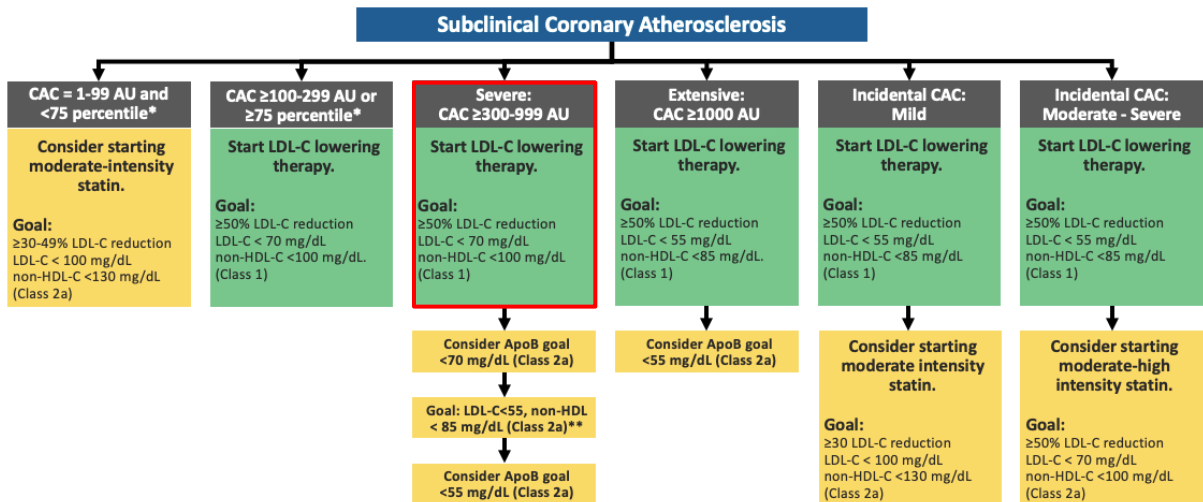 Subclinical Coronary Atherosclerosis
CAC = 1-99 AU and
<75 percentile*
Consider starting
moderate-intensity
statin.
Goal:
≥30-49% LDL-C reduction
LDL-C < 100 mg/dL
non-HDL-C <130 mg/dL
(Class 2a)
CAC ≥100-299 AU or
≥75 percentile*
Start LDL-C lowering
therapy.
Goal:
≥50% LDL-C reduction
LDL-C < 70 mg/dL
non-HDL-C <100 mg/dL.
(Class 1)
Severe:
CAC ≥300-999 AU
Start LDL-C lowering
therapy.
Goal:
≥50% LDL-C reduction
LDL-C < 70 mg/dL
non-HDL-C <100 mg/dL
(Class 1)
Consider ApoB goal
<70 mg/dL (Class 2a)
Goal: LDL-C<55, non-HDL
< 85 mg/dL (Class 2a)**
Consider ApoB goal
<55 mg/dL (Class 2a)
Extensive:
CAC ≥1000 AU
Start LDL-C lowering
therapy.
Goal:
≥50% LDL-C reduction
LDL-C < 55 mg/dL
non-HDL-C <85 mg/dL.
(Class 1)
Consider ApoB goal
<55 mg/dL (Class 2a)
Incidental CAC:
Mild
Start LDL-C lowering
therapy.
Goal:
≥50% LDL-C reduction
LDL-C < 55 mg/dL
non-HDL-C <85 mg/dL
(Class 1)
Consider starting
moderate intensity
statin.
Goal:
≥30 LDL-C reduction
LDL-C < 100 mg/dL
non-HDL-C <130 mg/dL
(Class 2a)
Incidental CAC:
Moderate - Severe
Start LDL-C lowering
therapy.
Goal:
≥50% LDL-C reduction
LDL-C < 55 mg/dL
non-HDL-C <85 mg/dL
(Class 1)
Consider starting
moderate-high
intensity statin.
Goal:
≥50% LDL-C reduction
LDL-C < 70 mg/dL
non-HDL-C <100 mg/dL
(Class 2a)